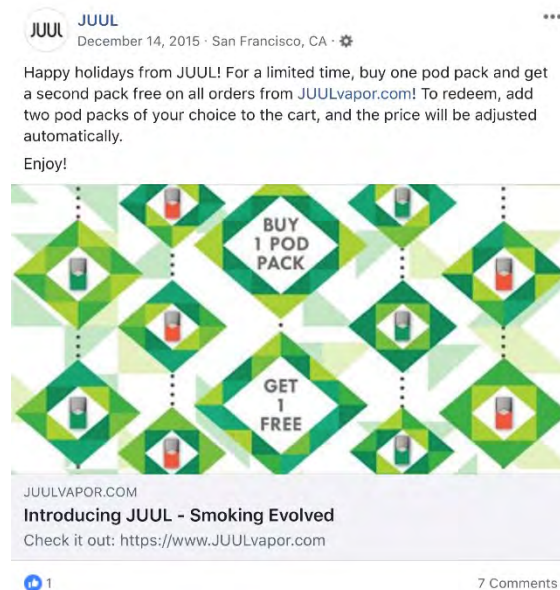 JUUL
JUUL
December 14, 2015 · San Francisco, CA ·
Happy holidays from JUUL! For a limited time, buy one pod pack and get
a second pack free on all orders from JUULvapor.com! To redeem, add
two pod packs of your choice to the cart, and the price will be adjusted
automatically.
Enjoy!
BUY
1 POD
PACK
GET
1
FREE
JUULVAPOR.COM
Introducing JUUL - Smoking Evolved
Check it out: https://www.JUULvapor.com
1
7 Comments